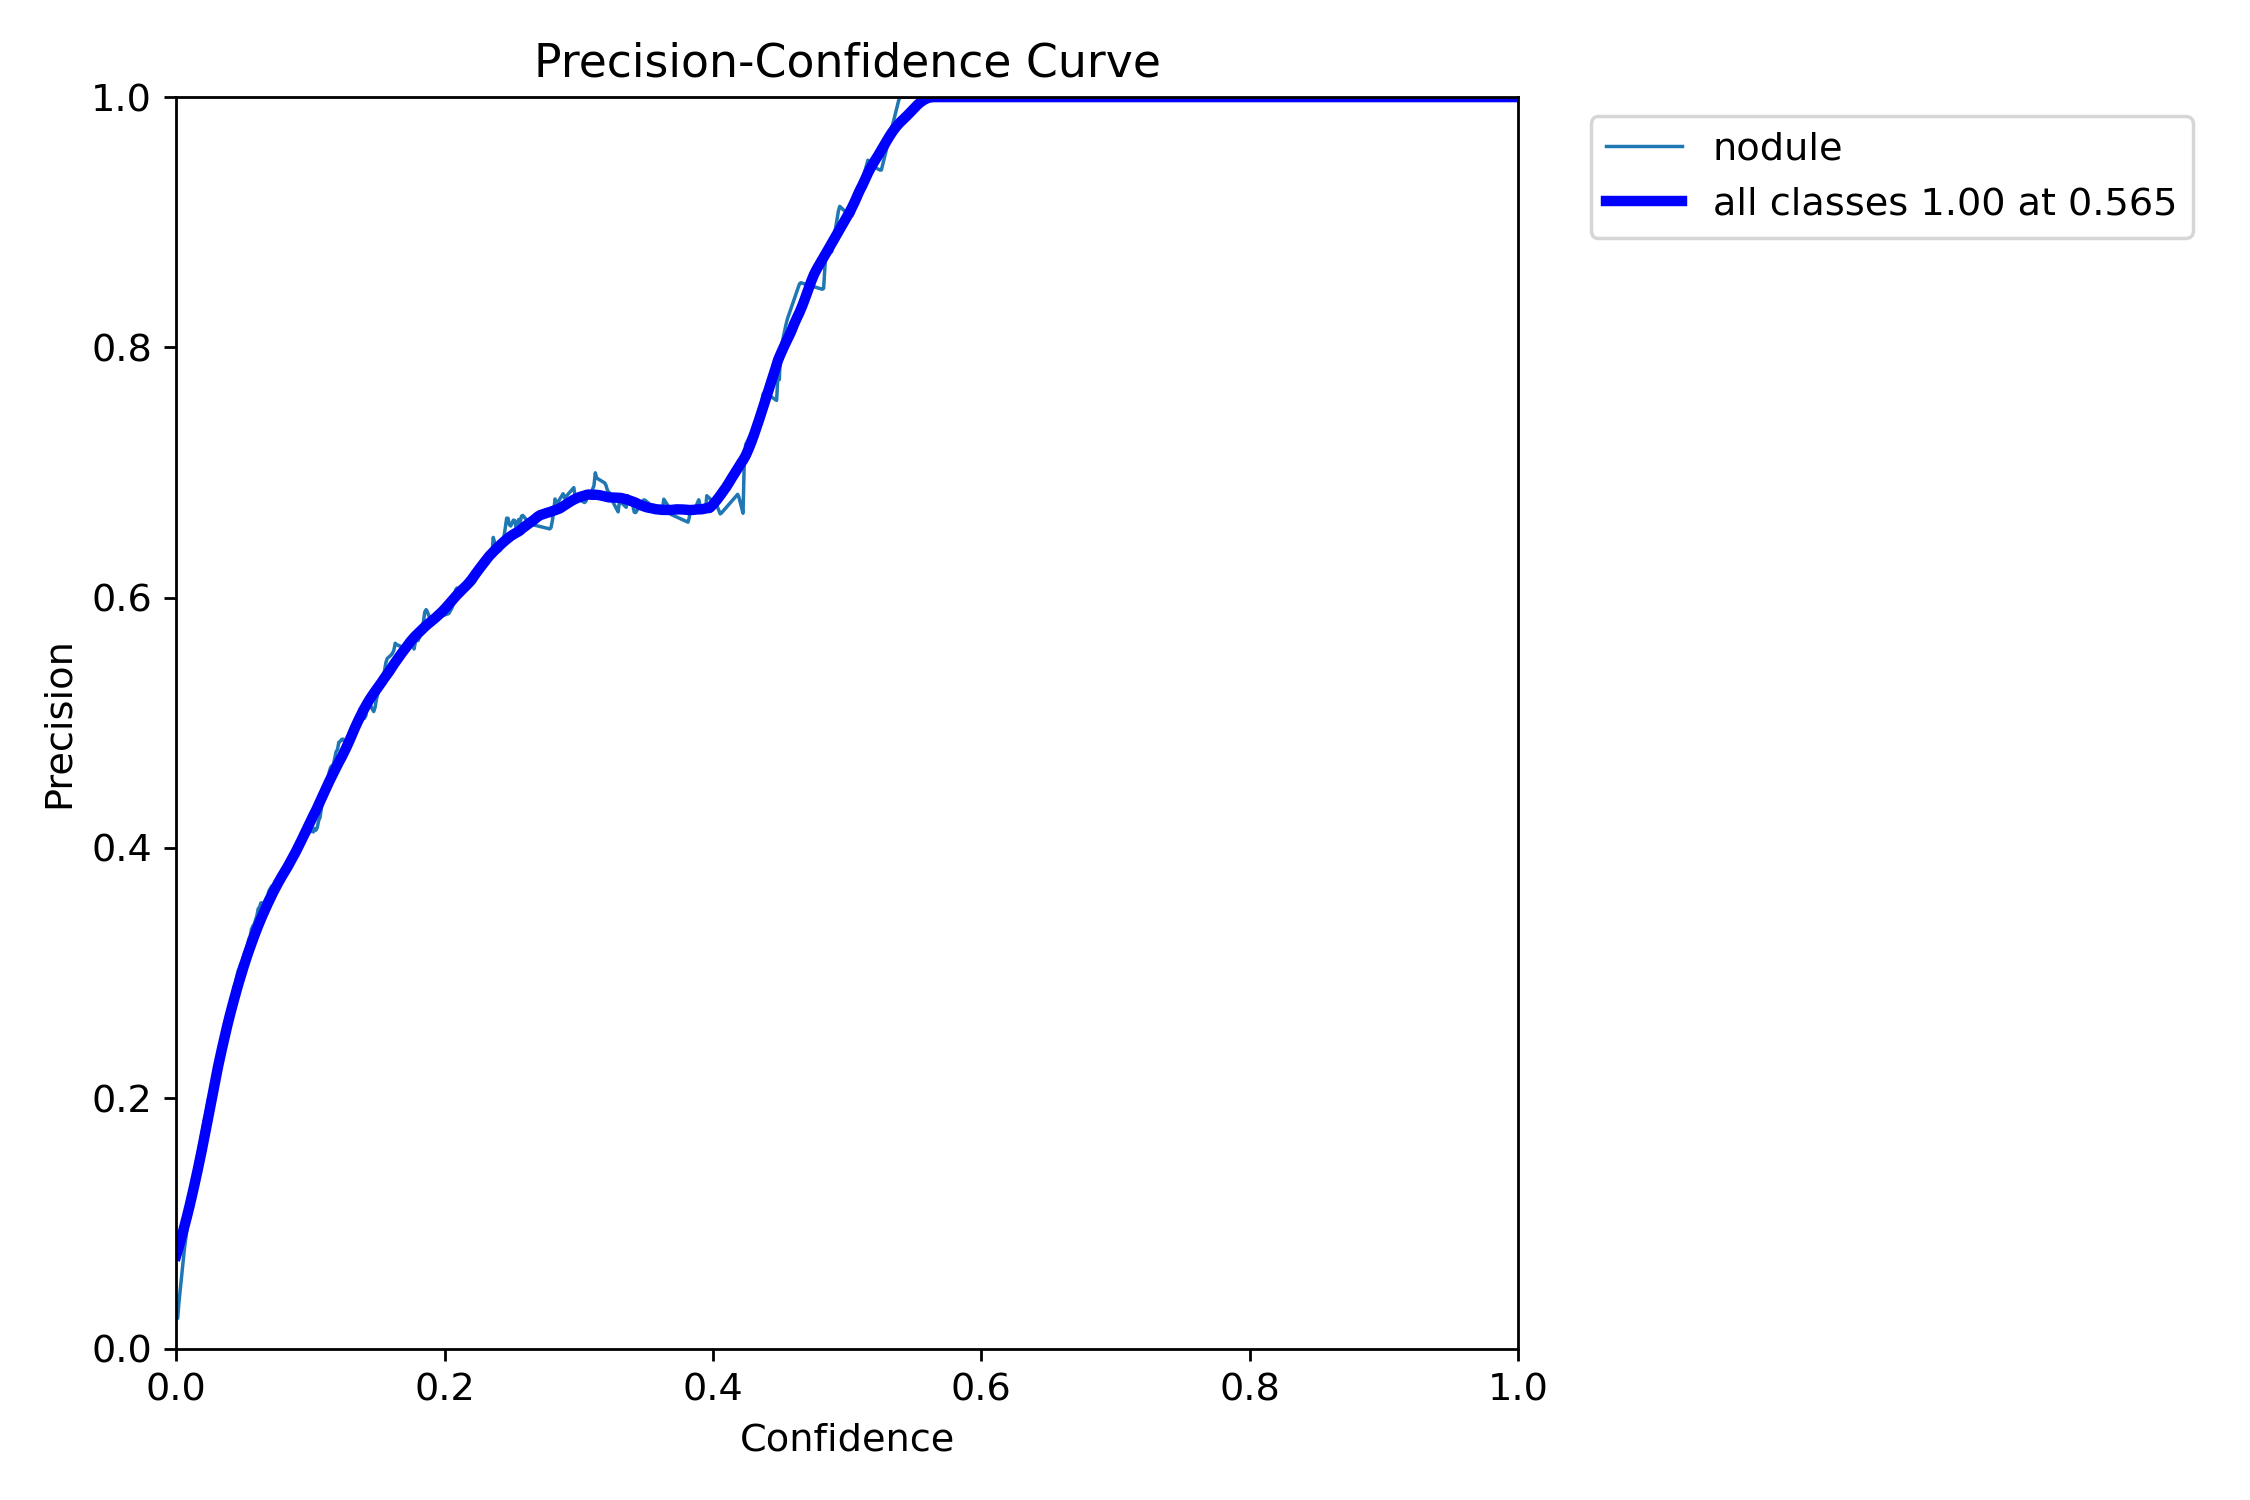 Precision-Confidence Curve
1.0
0.8
0.6
0.4
0.2
0.0
Precision
0.0 0.2 0.4 0.6 0.8 1.0
Confidence
nodule
all classes 1.00 at 0.565